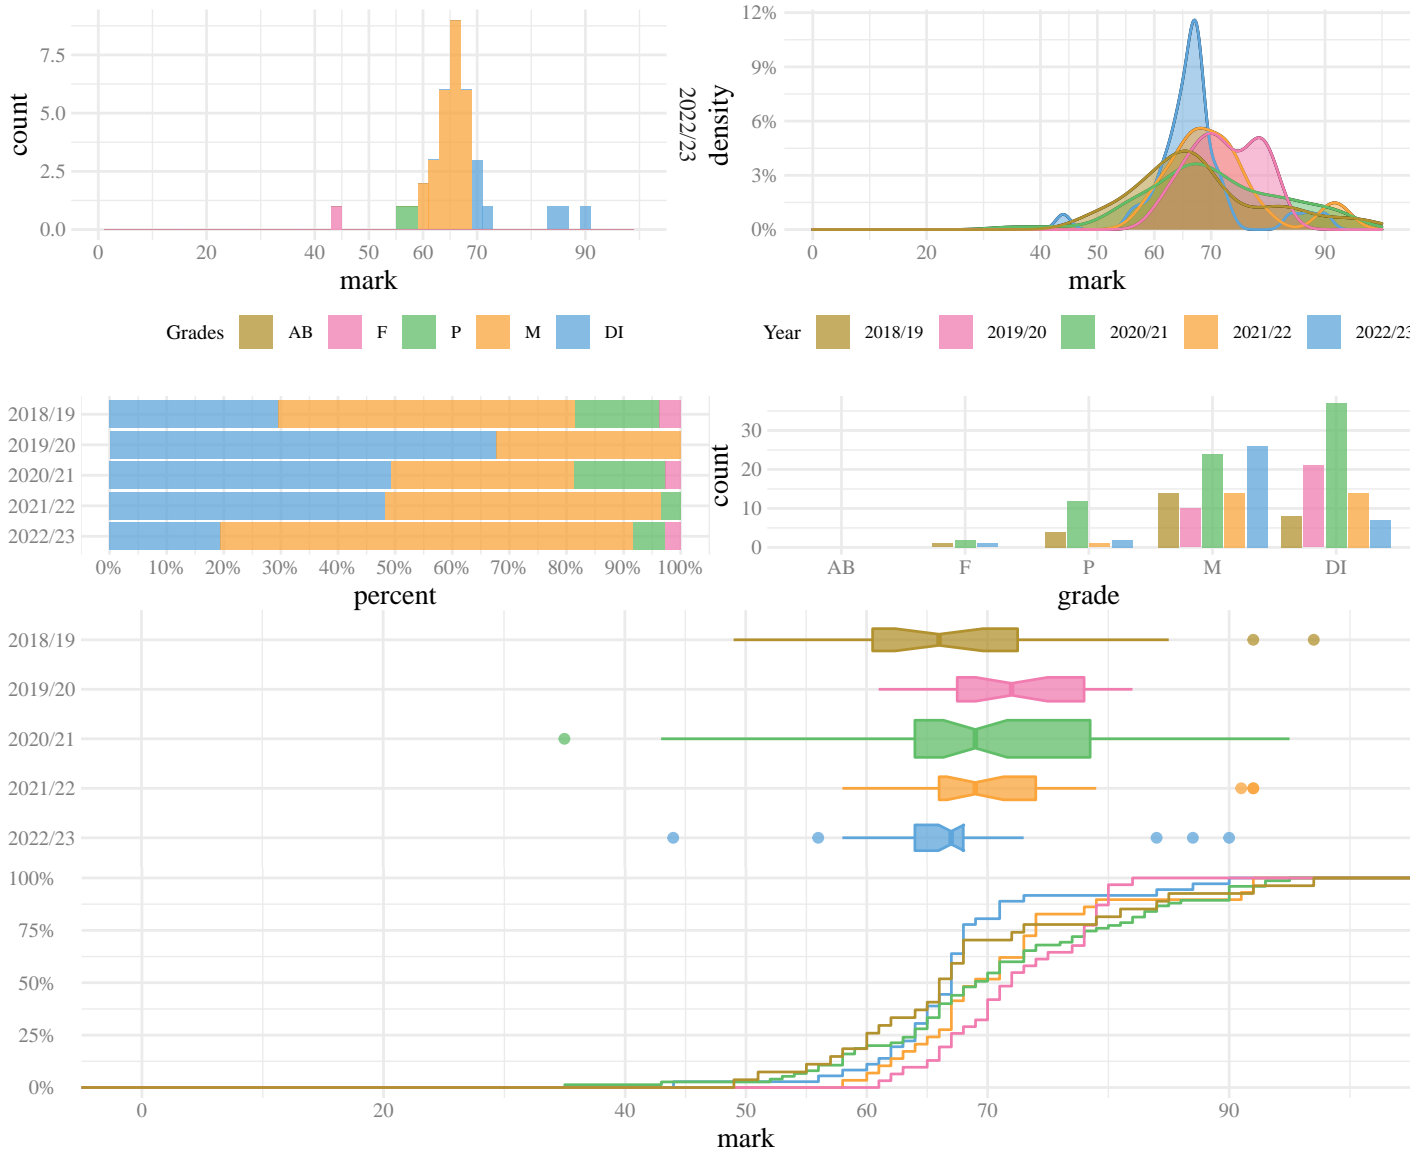 7.5
5.0
2.5
0.0
count
0 20 40 50 60 70 90
mark
2022/23
12%
9%
6%
3%
0%
density
0 20 40 50 60 70 90
mark
Grades AB F P M DI
Year 2018/19 2019/20 2020/21 2021/22 2022/23
2018/19
2019/20
2020/21
2021/22
2022/23
0% 10% 20% 30% 40% 50% 60% 70% 80% 90% 100%
percent
30
20
10
0
count
AB F P M DI
grade
2018/19
2019/20
2020/21
2021/22
2022/23
100%
75%
50%
25%
0%
0 20 40 50 60 70 90
mark